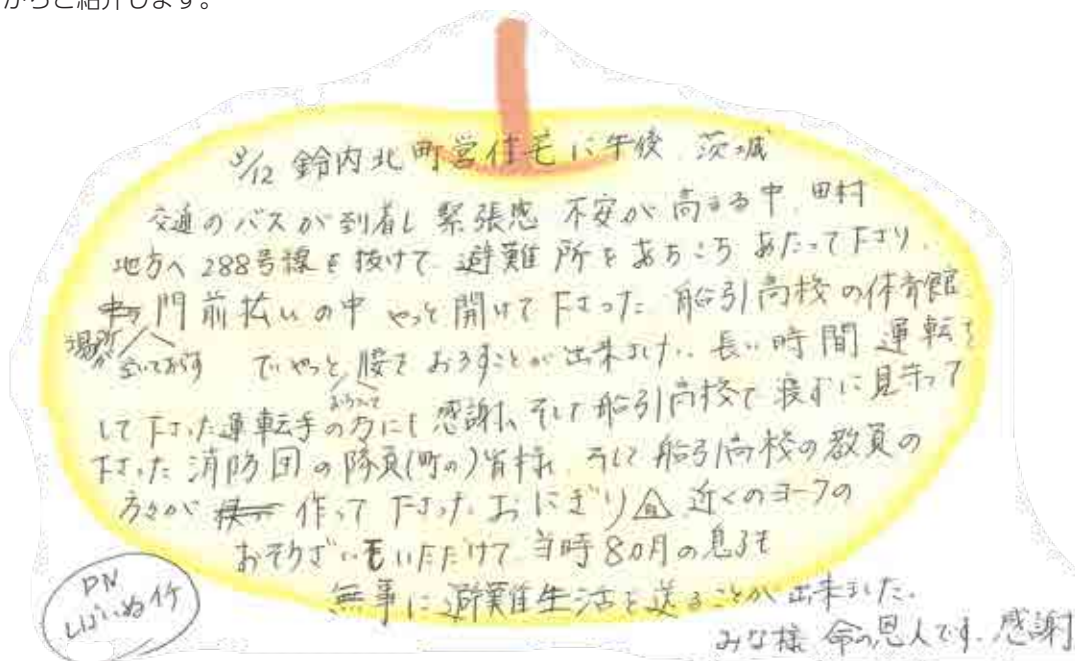 からご紹介します。
3/12 鈴内北町営住宅に午後 茨城
交通のバスが到着し 緊張感 不安が 高まる中、田村
地方へ 288号線を抜けて 避難所をあちこち あたって下さり、
門前払いの中 やっと開けて下さった 船引高校の体育館
場所が空いておらず
でやっと 腰をおろすことが出来ました。長い時間 運転を
して下さった運転手の方にも 感謝、そして 船引高校で寝ずに見守って
下さった 消防団の隊員(町の)皆様、そして 船引高校の教員の
方々が 作って下さった おにぎり🍙 近くのヨークの
おそうざいもいただけて 当時8ヵ月の息子も
無事に避難生活を送ることが出来ました。
みな様 命の恩人です。感謝
PN
しばいぬ竹